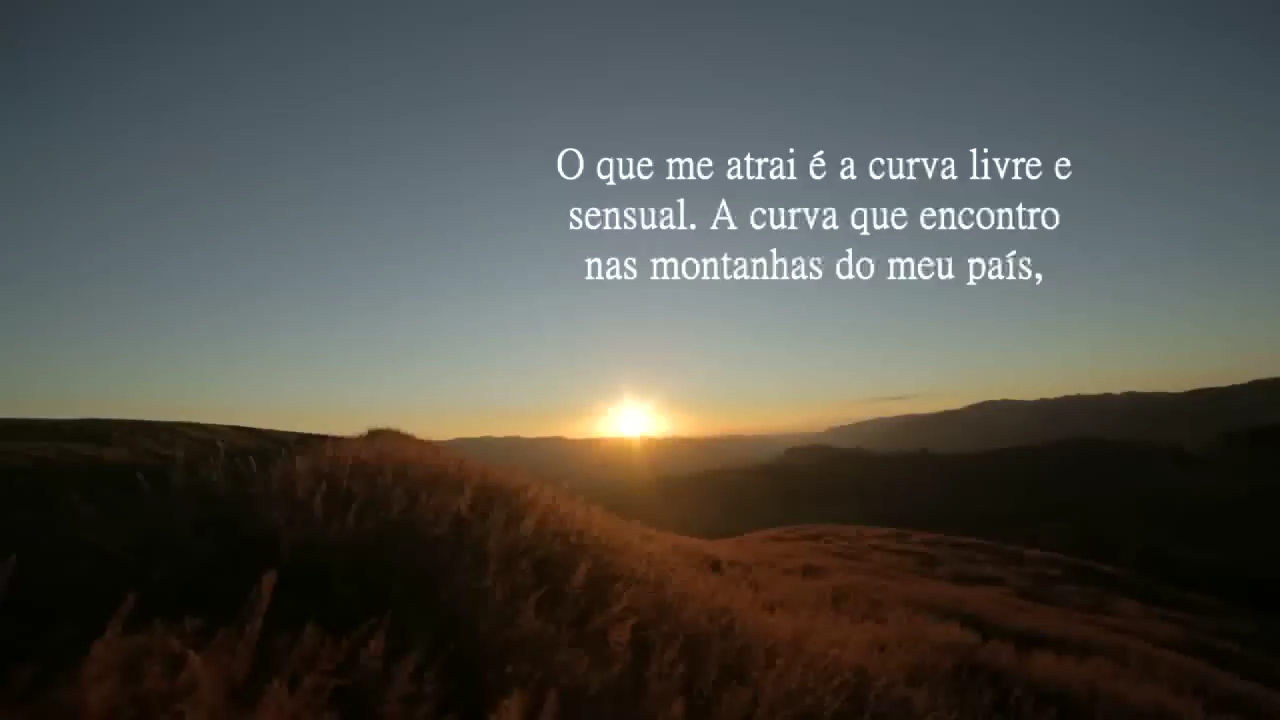 O que me atrai é a curva livre e
sensual. A curva que encontro
nas montanhas do meu país,